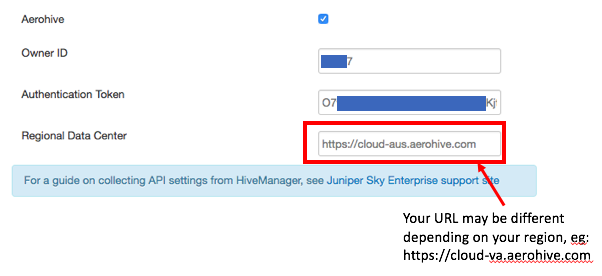 Aerohive
Owner ID
7
Authentication Token
O7 Kj
Regional Data Center
https://cloud-aus.aerohive.com
For a guide on collecting API settings from HiveManager, see Juniper Sky Enterprise support site
Your URL may be different
depending on your region, eg:
https://cloud-va.aerohive.com